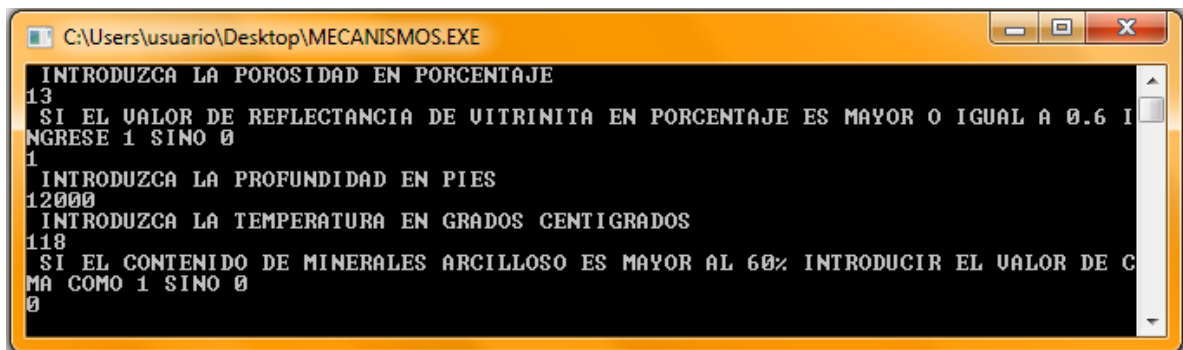 C:\Users\usuario\Desktop\MECANISMOS.EXE
INTRODUZCA LA POROSIDAD EN PORCENTAJE
13
SI EL VALOR DE REFLECTANCIA DE VITRINITA EN PORCENTAJE ES MAYOR O IGUAL A 0.6 I
NGRESE 1 SINO 0
1
INTRODUZCA LA PROFUNDIDAD EN PIES
12000
INTRODUZCA LA TEMPERATURA EN GRADOS CENTIGRADOS
118
SI EL CONTENIDO DE MINERALES ARCILLOSO ES MAYOR AL 60% INTRODUCIR EL VALOR DE C
MA COMO 1 SINO 0
0